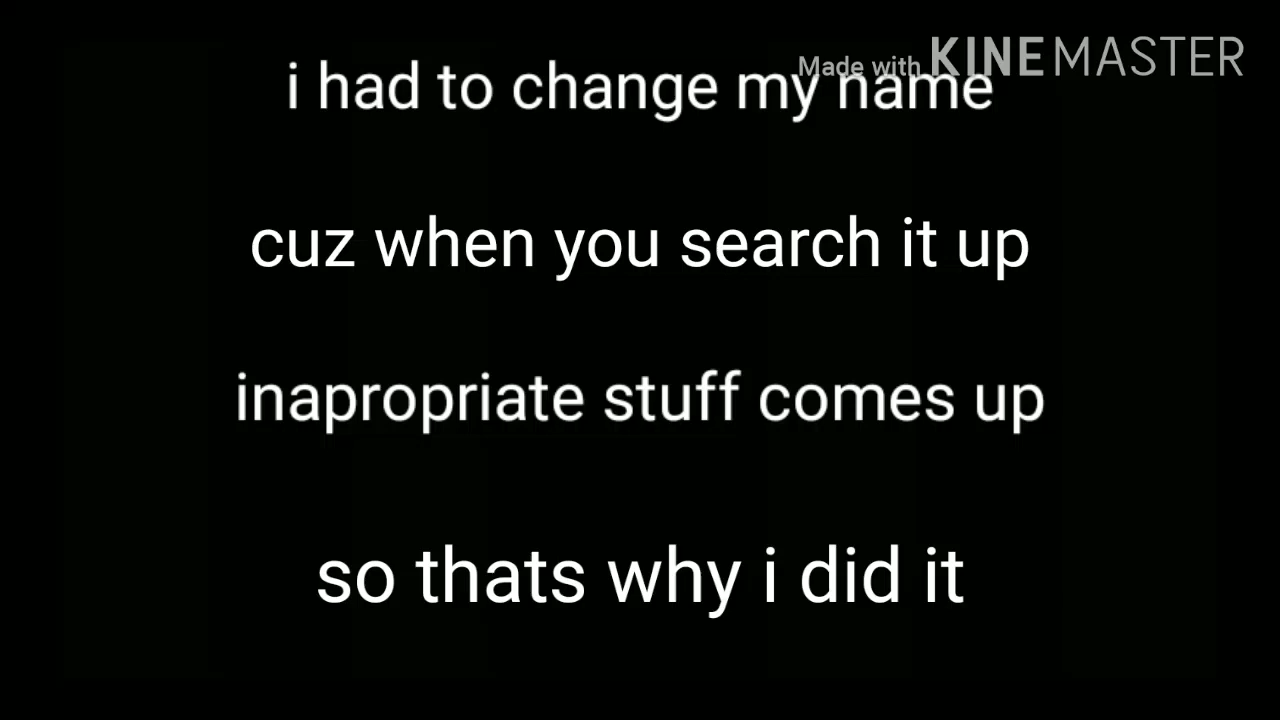 Made with KINEMASTER
i had to change my name
cuz when you search it up
inapropriate stuff comes up
so thats why i did it